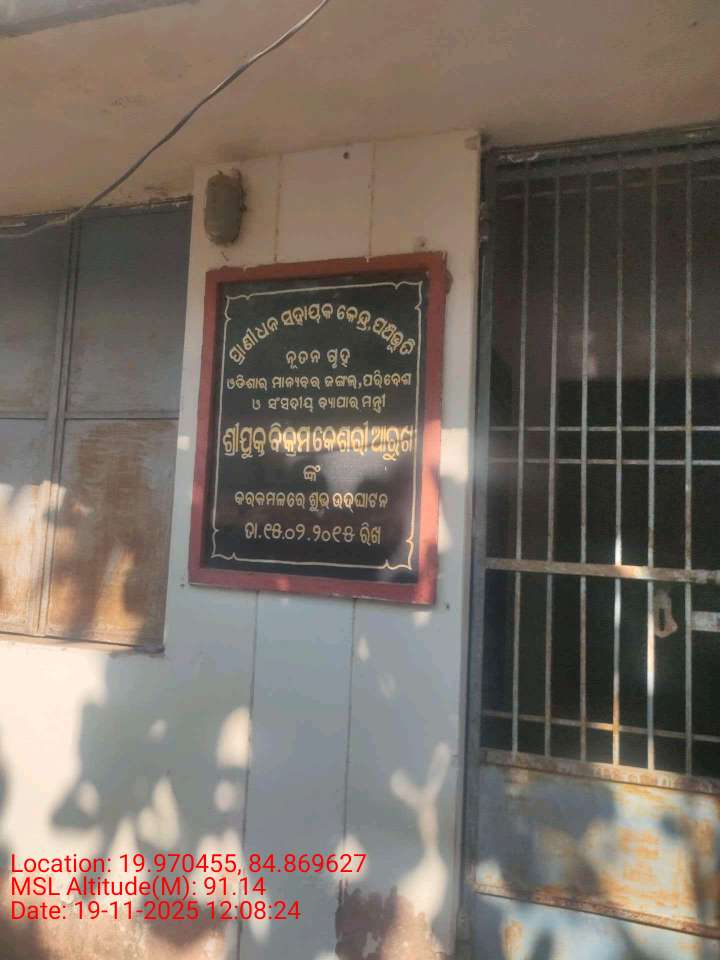 ପ୍ରାଣୀଧନ ସହାୟକ କେନ୍ଦ୍ର, ପଞ୍ଚଭୂତି
ନୂତନ ଗୃହ
ଓଡିଶାର ମାନ୍ୟବର ଜଙ୍ଗଲ, ପରିବେଶ
ଓ ସଂସଦୀୟ ବ୍ୟାପାର ମନ୍ତ୍ରୀ
ଶ୍ରୀଯୁକ୍ତ ବିକ୍ରମ କେଶରୀ ଆରୁଖ
ଙ୍କ
କରକମଳରେ ଶୁଭ ଉଦ୍‌ଘାଟନ
ତା.୧୫.୦୨.୨୦୧୫ ରିଖ
Location: 19.970455, 84.869627
MSL Altitude(M): 91.14
Date: 19-11-2025 12:08:24